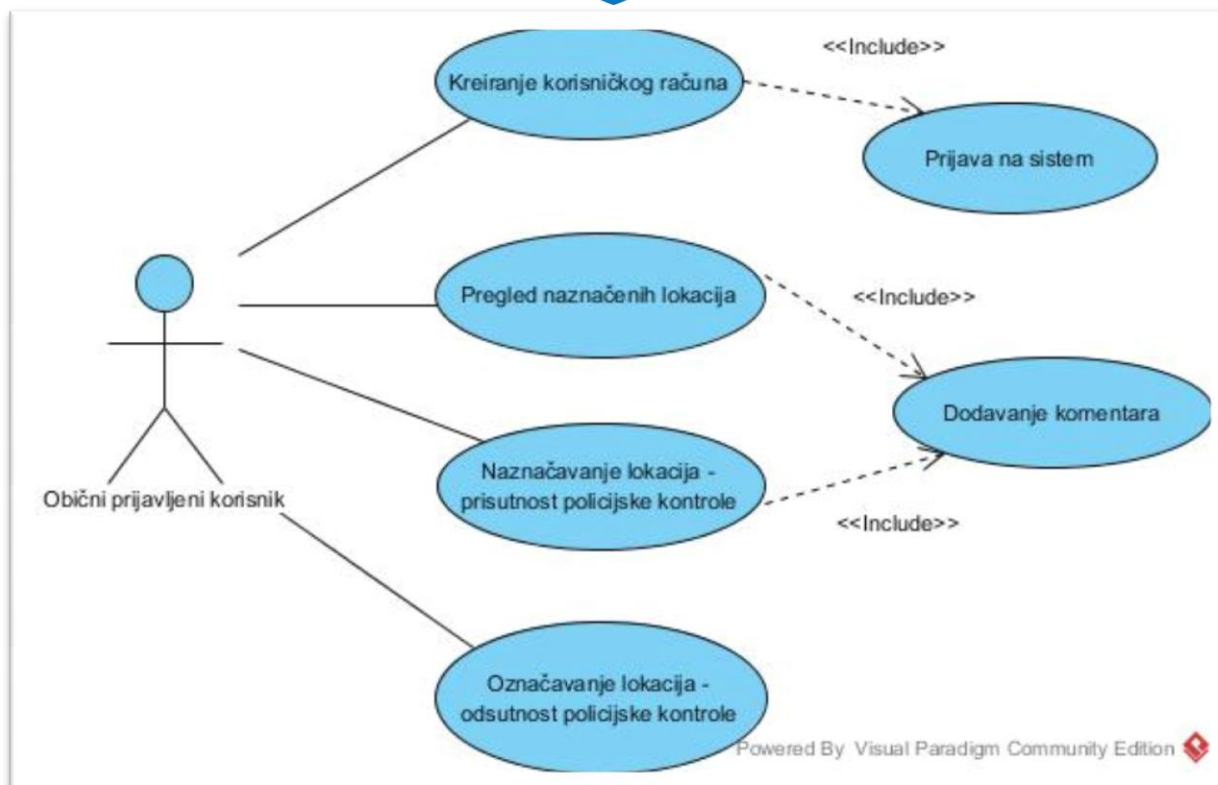 <<Include>>
Kreiranje korisničkog računa
Prijava na sistem
Pregled naznačenih lokacija
<<Include>>
Dodavanje komentara
Naznačavanje lokacija -
prisutnost policijske kontrole
Obični prijavljeni korisnik
<<Include>>
Označavanje lokacija -
odsutnost policijske kontrole
Powered By Visual Paradigm Community Edition